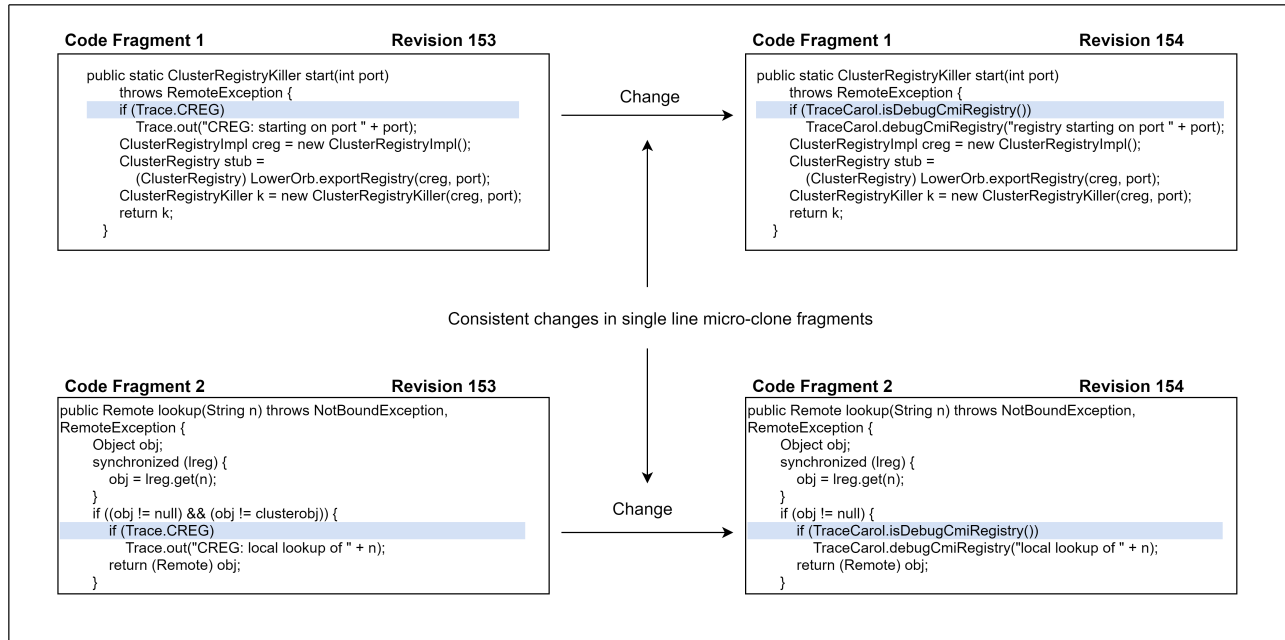 Code Fragment 1 Revision 153
public static ClusterRegistryKiller start(int port)
throws RemoteException {
if (Trace.CREG)
Trace.out("CREG: starting on port " + port);
ClusterRegistryImpl creg = new ClusterRegistryImpl();
ClusterRegistry stub =
(ClusterRegistry) LowerOrb.exportRegistry(creg, port);
ClusterRegistryKiller k = new ClusterRegistryKiller(creg, port);
return k;
}
Change
Code Fragment 1 Revision 154
public static ClusterRegistryKiller start(int port)
throws RemoteException {
if (TraceCarol.isDebugCmiRegistry())
TraceCarol.debugCmiRegistry("registry starting on port " + port);
ClusterRegistryImpl creg = new ClusterRegistryImpl();
ClusterRegistry stub =
(ClusterRegistry) LowerOrb.exportRegistry(creg, port);
ClusterRegistryKiller k = new ClusterRegistryKiller(creg, port);
return k;
}
Consistent changes in single line micro-clone fragments
Code Fragment 2 Revision 153
public Remote lookup(String n) throws NotBoundException,
RemoteException {
Object obj;
synchronized (lreg) {
obj = lreg.get(n);
}
if ((obj != null) && (obj != clusterobj)) {
if (Trace.CREG)
Trace.out("CREG: local lookup of " + n);
return (Remote) obj;
}
Change
Code Fragment 2 Revision 154
public Remote lookup(String n) throws NotBoundException,
RemoteException {
Object obj;
synchronized (lreg) {
obj = lreg.get(n);
}
if (obj != null) {
if (TraceCarol.isDebugCmiRegistry())
TraceCarol.debugCmiRegistry("local lookup of " + n);
return (Remote) obj;
}